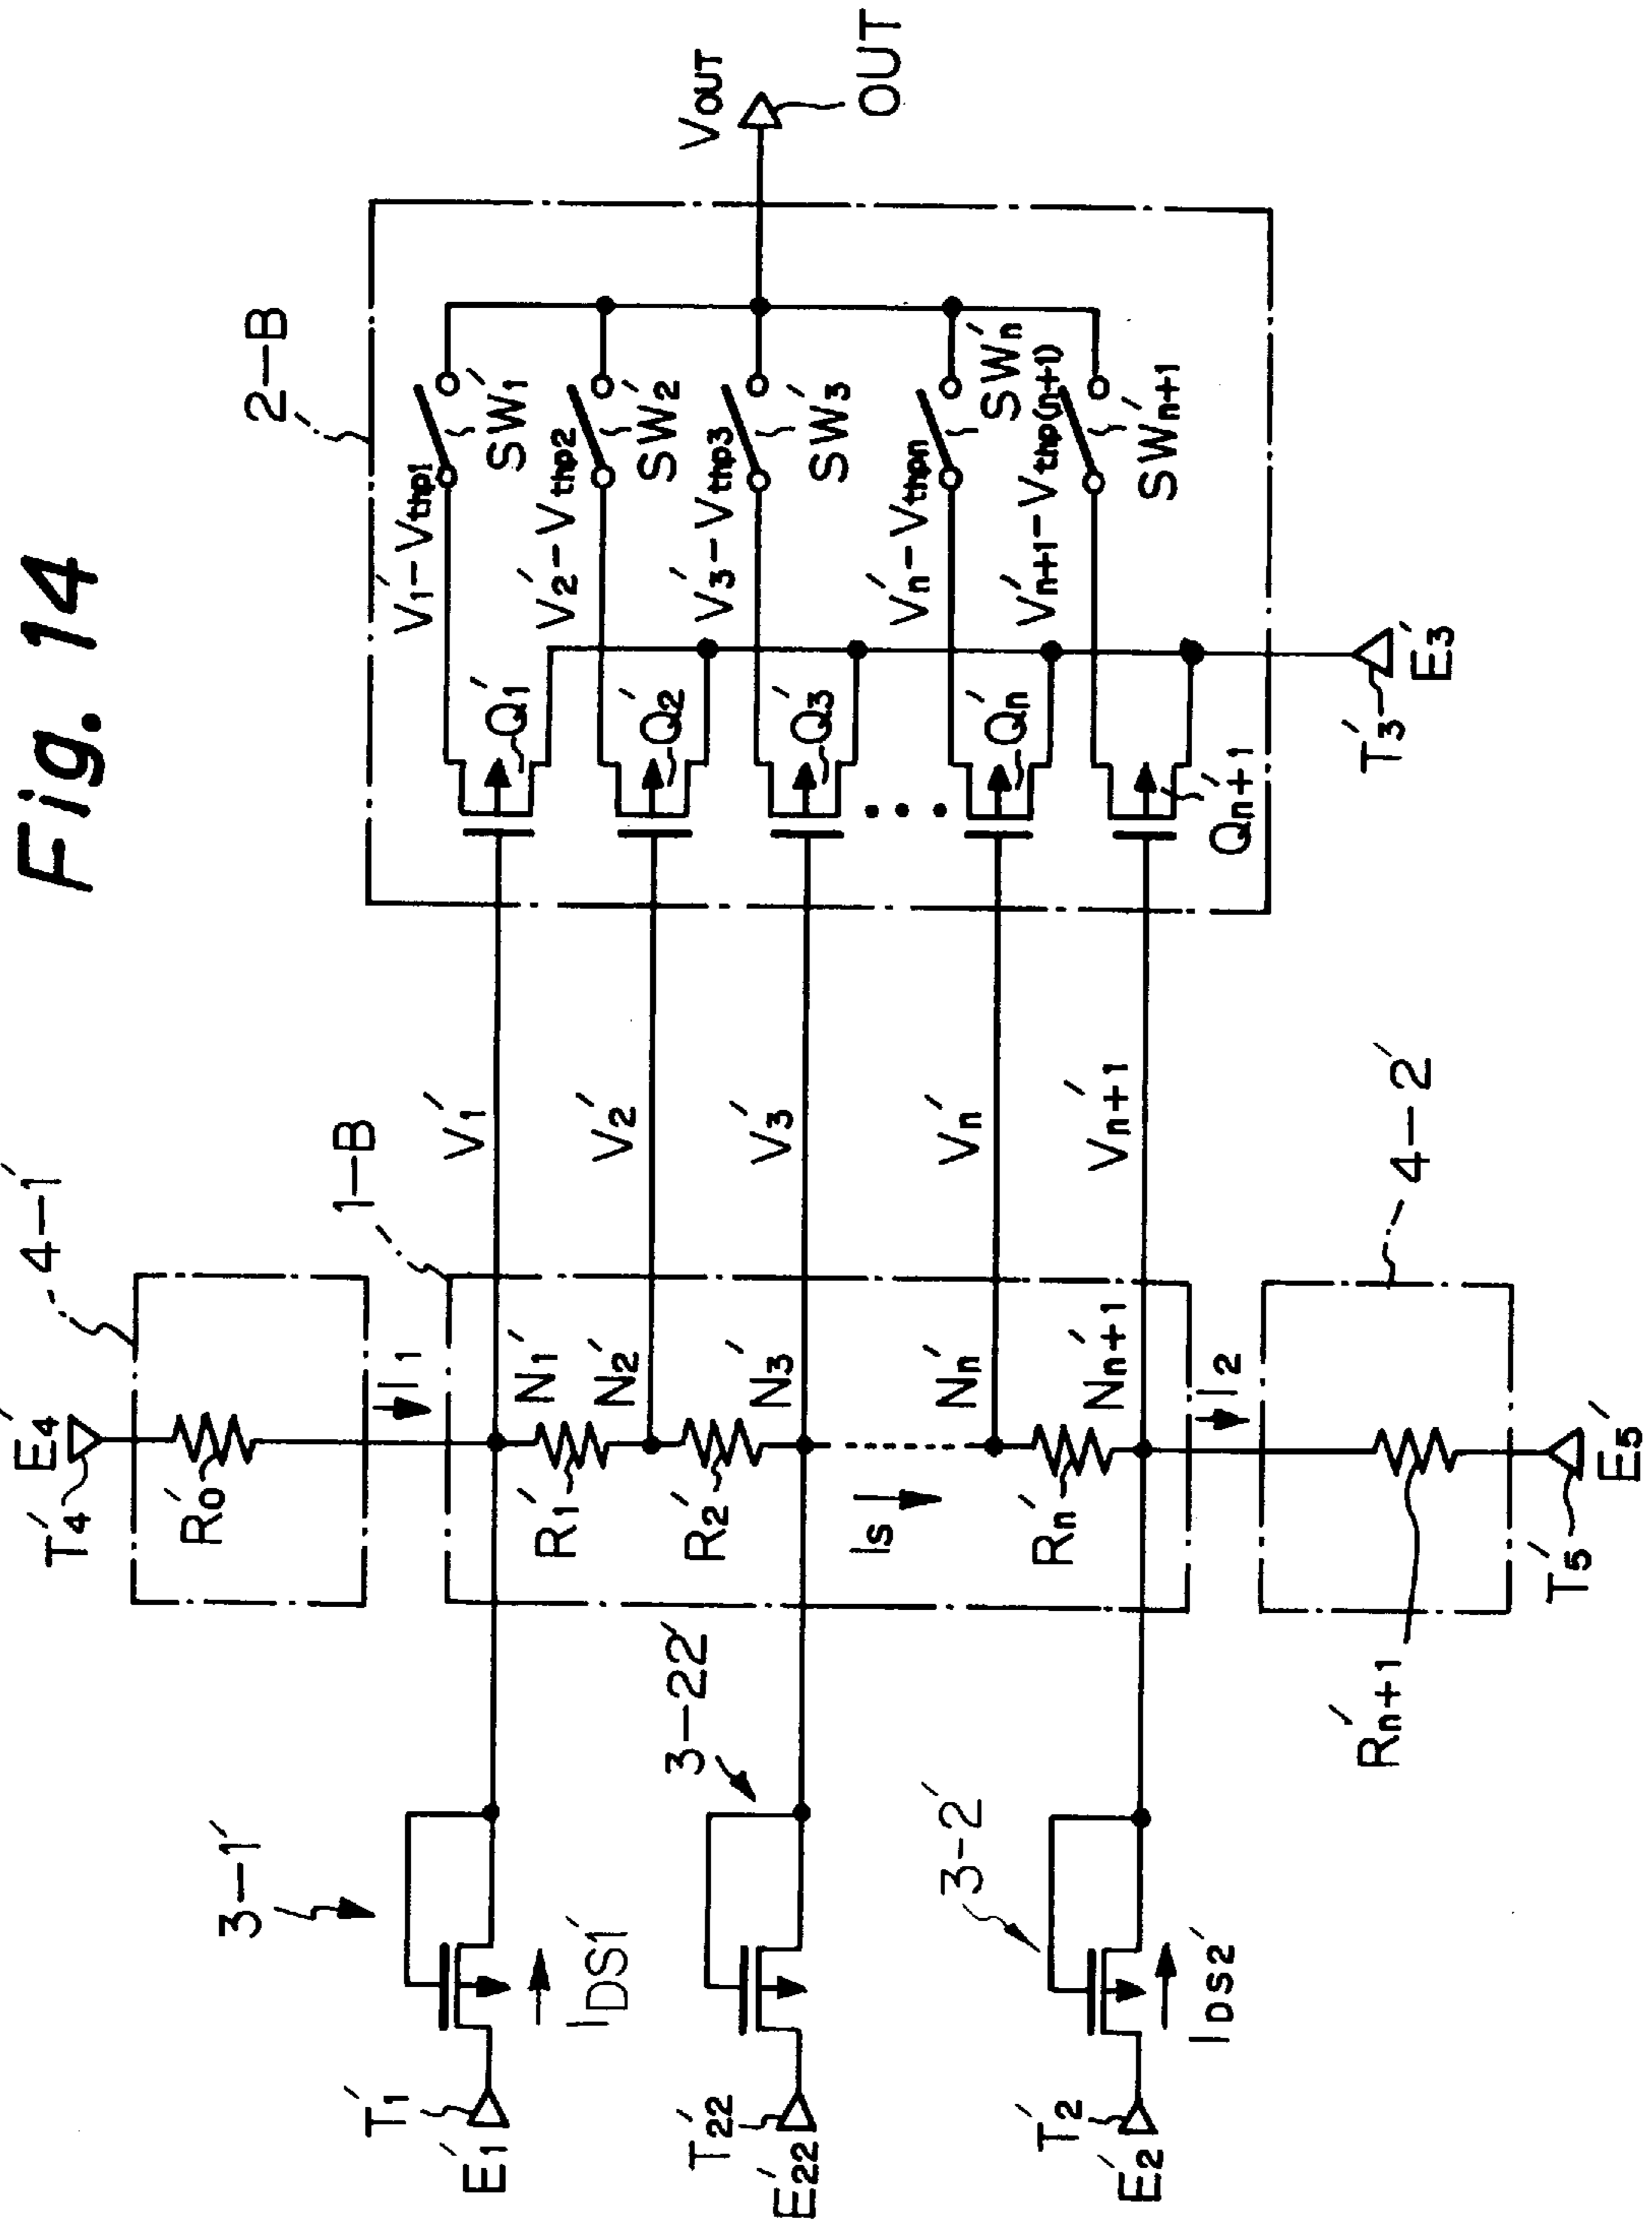 Fig. 14
E4'
T4'
4-1'
R0'
I1
1-B
2-B
3-1'
T1'
E1'
IDS1'
N1'
V1'
Q1'
V1'-Vthp1
SW1'
R1'
N2'
V2'
Q2'
V2'-Vthp2
SW2'
R2'
3-22'
T22'
E22'
N3'
V3'
Q3'
V3'-Vthp3
SW3'
VOUT
OUT
IS
Nn'
Vn'
Qn'
Vn'-Vthpn
SWn'
Rn'
3-2'
T2'
E2'
IDS2'
Nn+1'
Vn+1'
Qn+1'
Vn+1'-Vthp(n+1)
SWn+1'
I2
4-2'
Rn+1'
T5'
E5'
T3'
E3'